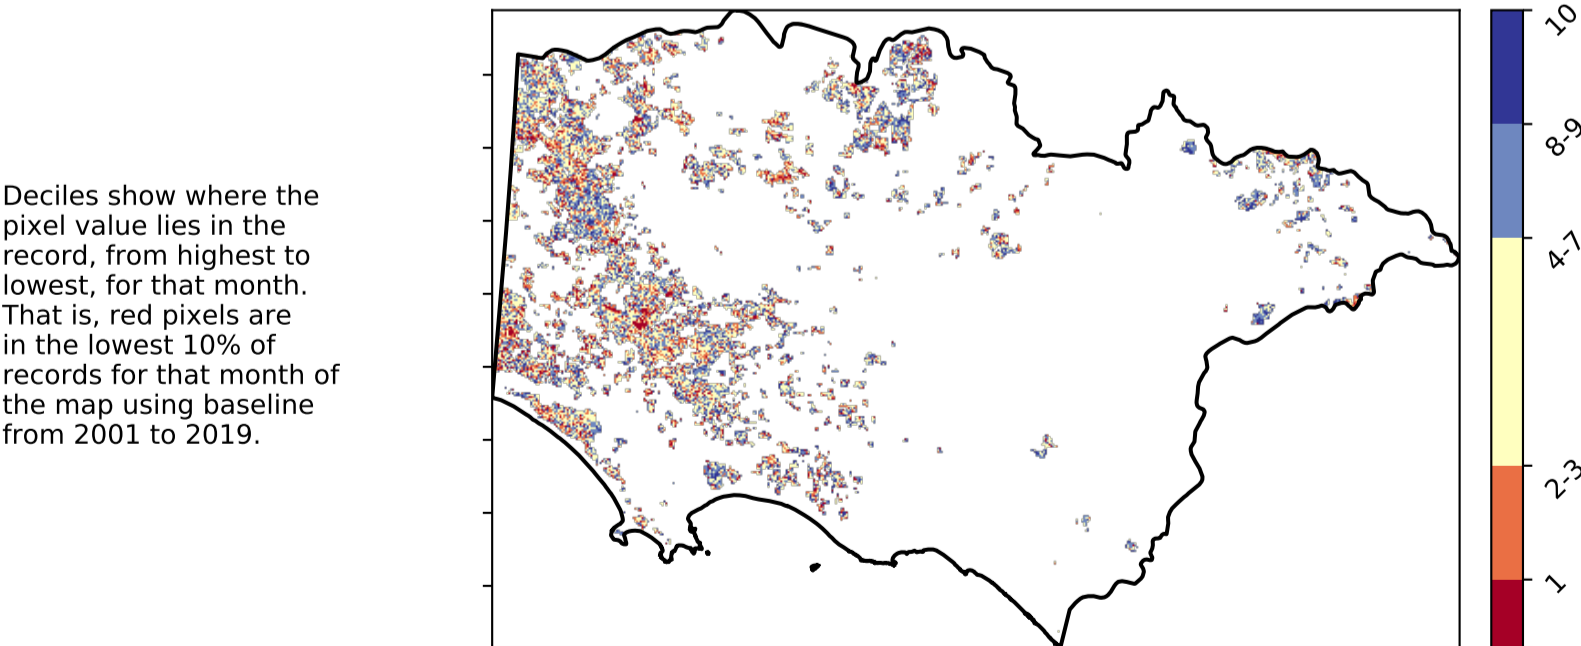 Deciles show where the
pixel value lies in the
record, from highest to
lowest, for that month.
That is, red pixels are
in the lowest 10% of
records for that month of
the map using baseline
from 2001 to 2019.
10
8-9
4-7
2-3
1